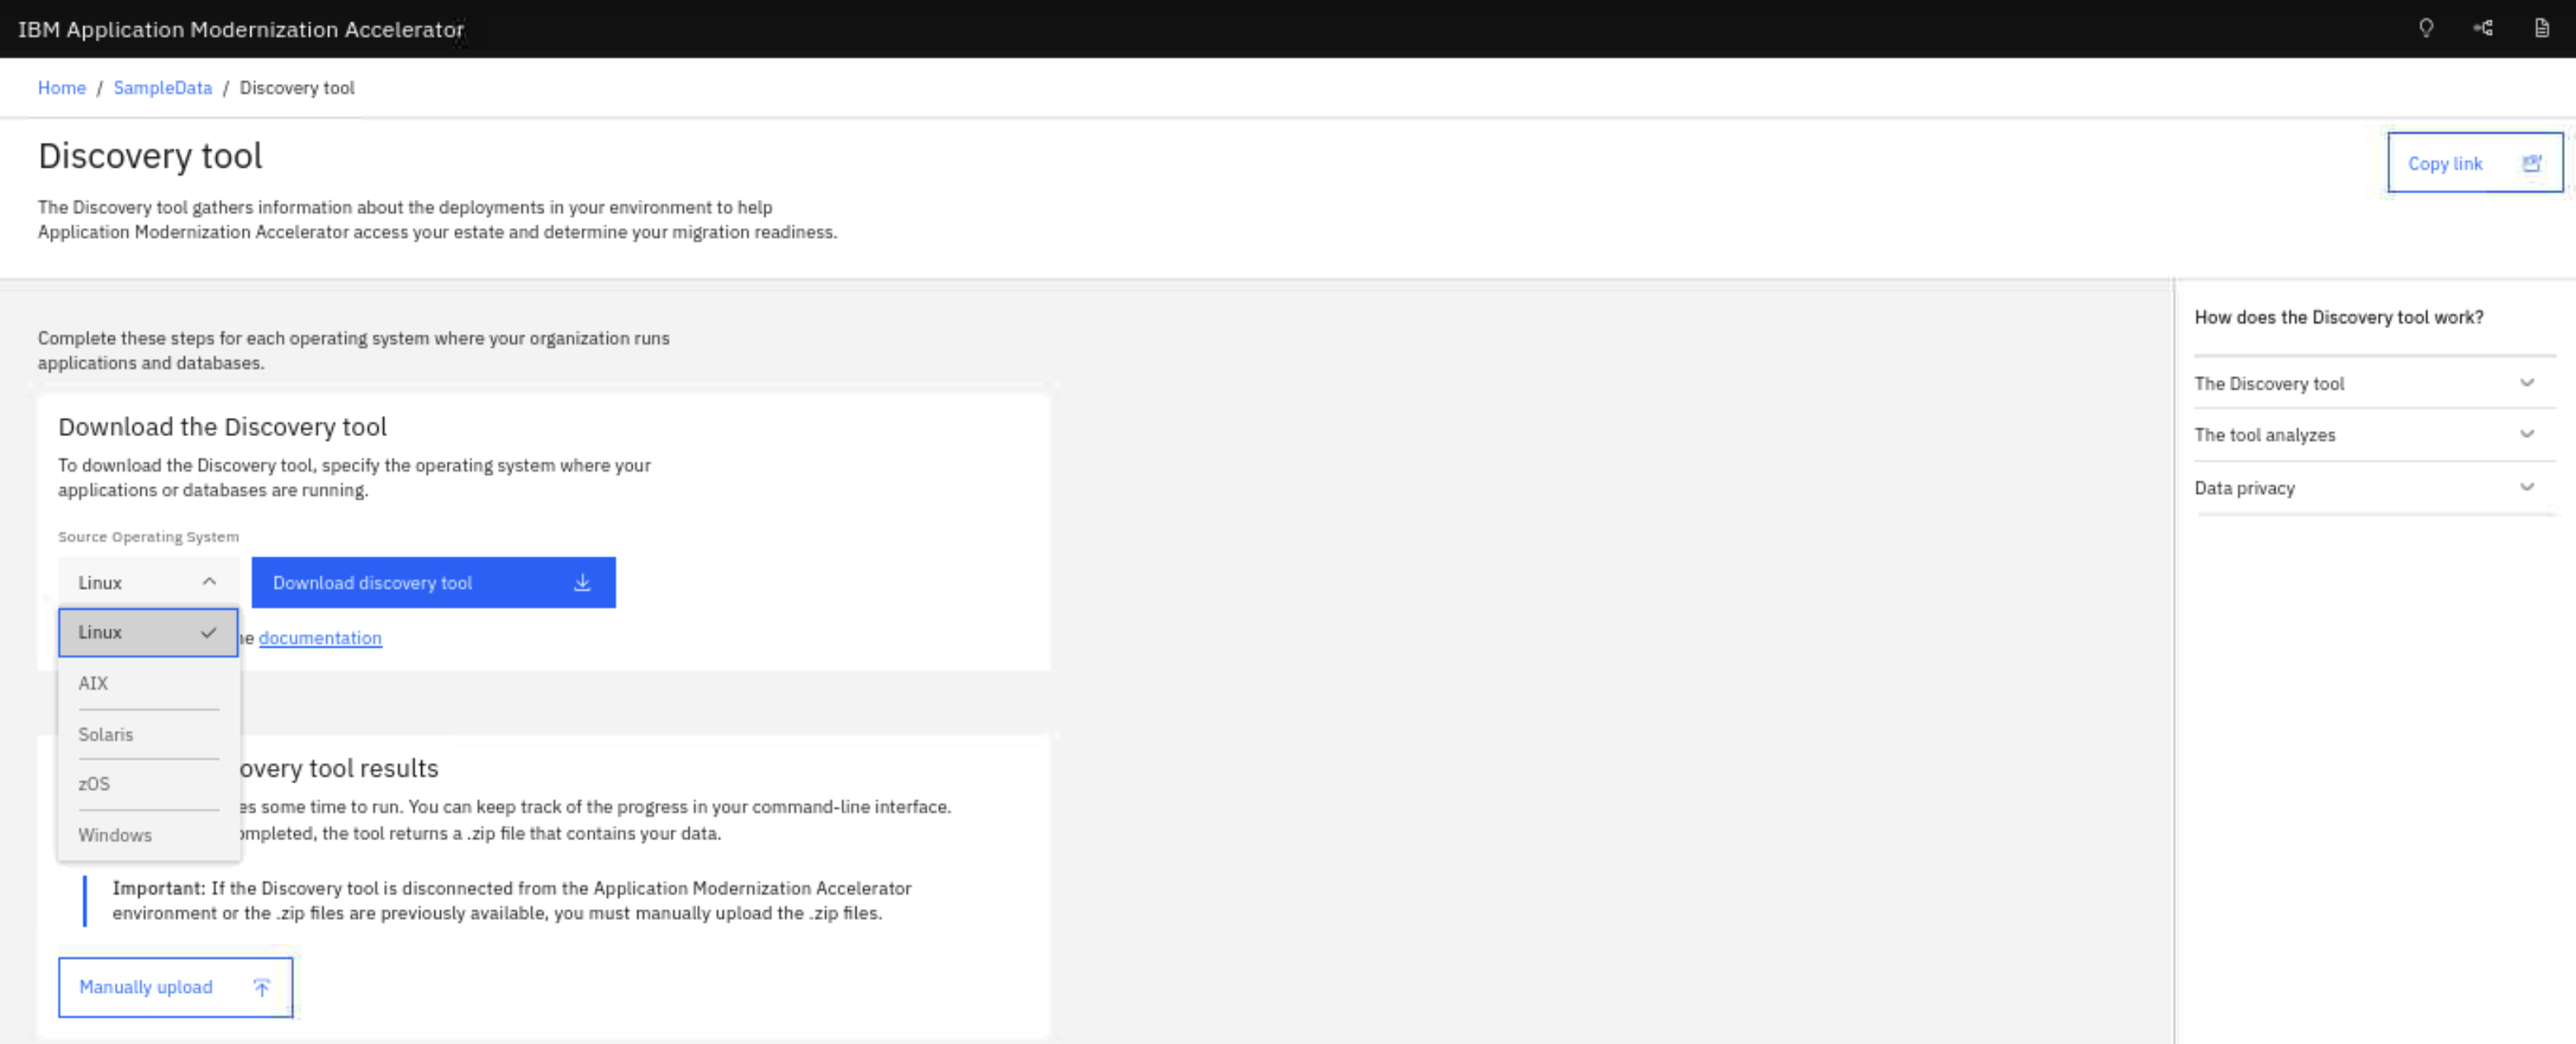 IBM Application Modernization Accelerator
Home / SampleData / Discovery tool
Discovery tool
Copy link
The Discovery tool gathers information about the deployments in your environment to help
Application Modernization Accelerator access your estate and determine your migration readiness.
Complete these steps for each operating system where your organization runs
applications and databases.
Download the Discovery tool
To download the Discovery tool, specify the operating system where your
applications or databases are running.
Source Operating System
Linux
Download discovery tool
Linux
documentation
AIX
Solaris
zOS
Windows
tool results
some time to run. You can keep track of the progress in your command-line interface.
the tool returns a .zip file that contains your data.
Important: If the Discovery tool is disconnected from the Application Modernization Accelerator
environment or the .zip files are previously available, you must manually upload the .zip files.
Manually upload
How does the Discovery tool work?
The Discovery tool
The tool analyzes
Data privacy